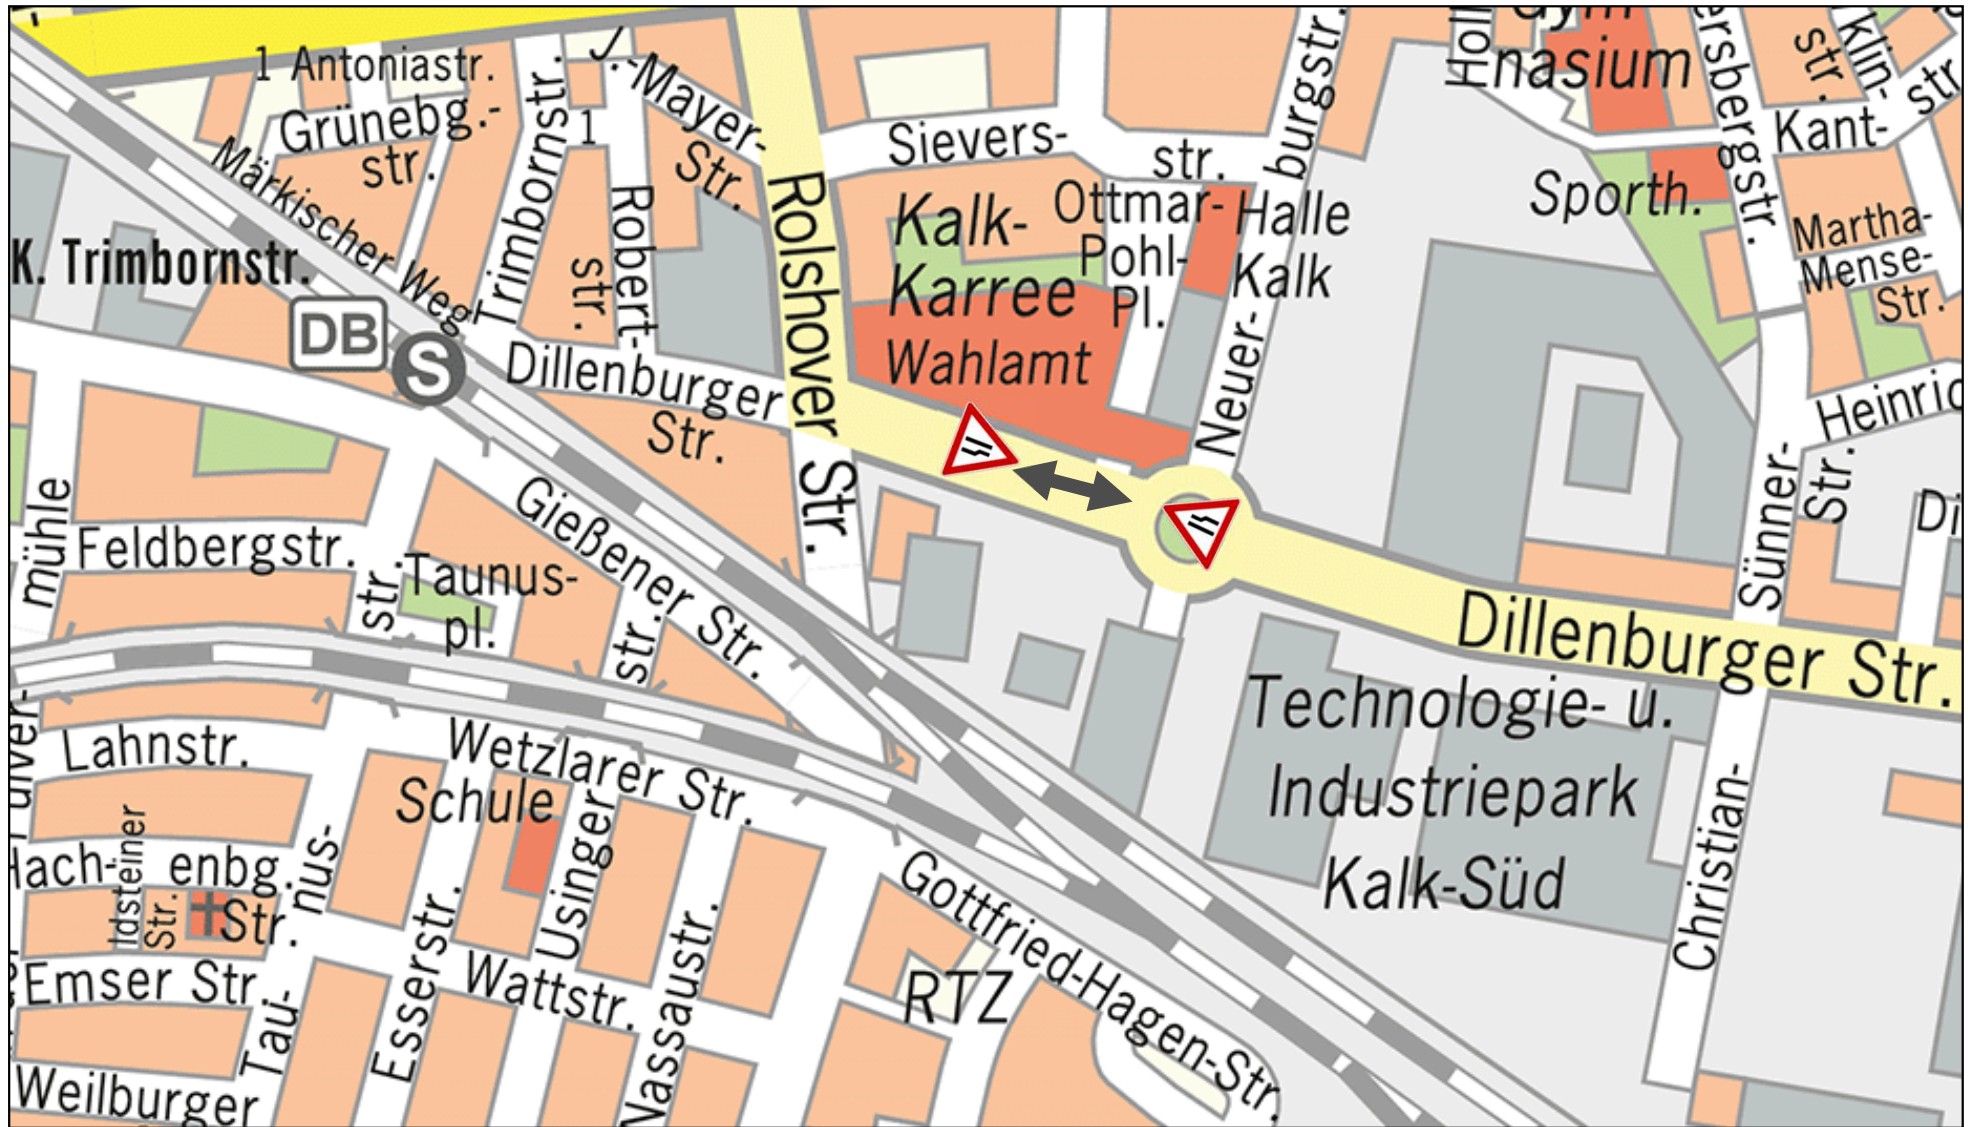 1 Antoniastr.
Grünebg.-
str.
Märkischer Weg
Trimbornstr.
J.-Mayer-
Str.
1
Robert-
str.
Rolshover Str.
Sievers-
str.
burgstr.
Neuer-
Kalk-
Karree
Wahlamt
Ottmar-
Pohl-
Pl.
Halle
Kalk
Holl
Gym
nasium
Sporth.
ersbergstr.
str.
klin-
str
Kant-
Martha-
Mense-
Str.
Heinric
K. Trimbornstr.
DB
S
Dillenburger
Str.
Gießener Str.
mühle
Feldbergstr.
str.
Taunus-
pl.
str.
Sünner-
Str.
Di
Dillenburger Str.
Technologie- u.
Industriepark
Kalk-Süd
Christian-
Lahnstr.
Wetzlarer Str.
Schule
Usinger
Hach-
enbg.
Str.
Idsteiner
Str.
nus-
Tau-
Emser Str.
Esserstr.
Wattstr.
Nassaustr.
Gottfried-Hagen-Str.
RTZ
Weilburger